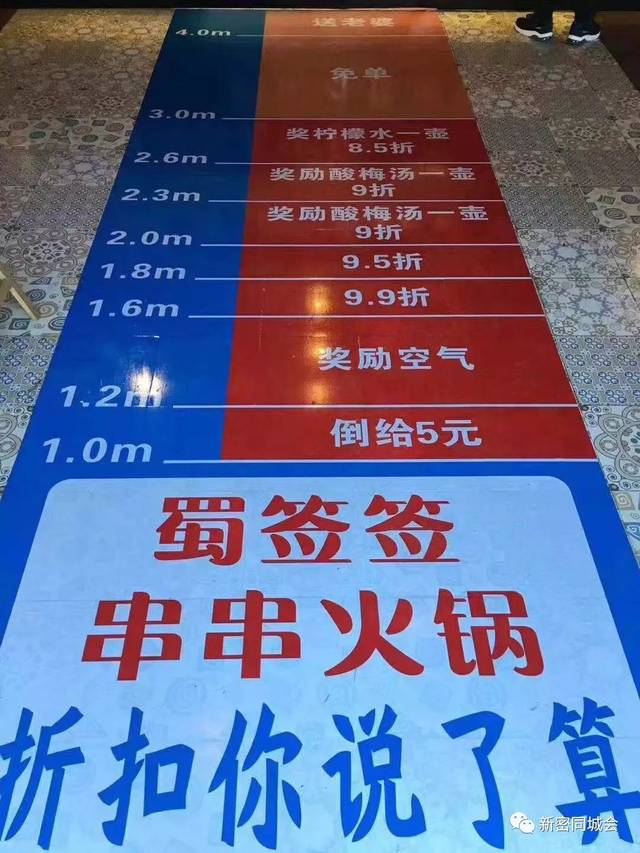 送老婆
4.0m
免单
3.0m
奖柠檬水一壶
8.5折
2.6m
奖励酸梅汤一壶
9折
2.3m
奖励酸梅汤一壶
9折
2.0m
9.5折
1.8m
9.9折
1.6m
奖励空气
1.2m
倒给5元
1.0m
蜀签签
串串火锅
折扣你说了算
新密同城会